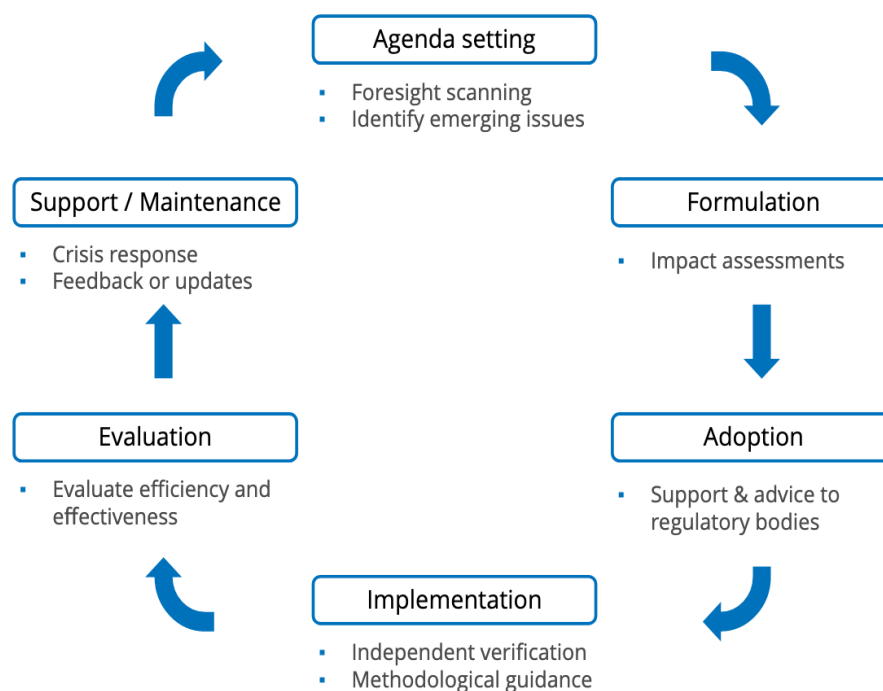 Agenda setting
▪ Foresight scanning
▪ Identify emerging issues
Formulation
▪ Impact assessments
Adoption
▪ Support & advice to
regulatory bodies
Implementation
▪ Independent verification
▪ Methodological guidance
Evaluation
▪ Evaluate efficiency and
effectiveness
Support / Maintenance
▪ Crisis response
▪ Feedback or updates